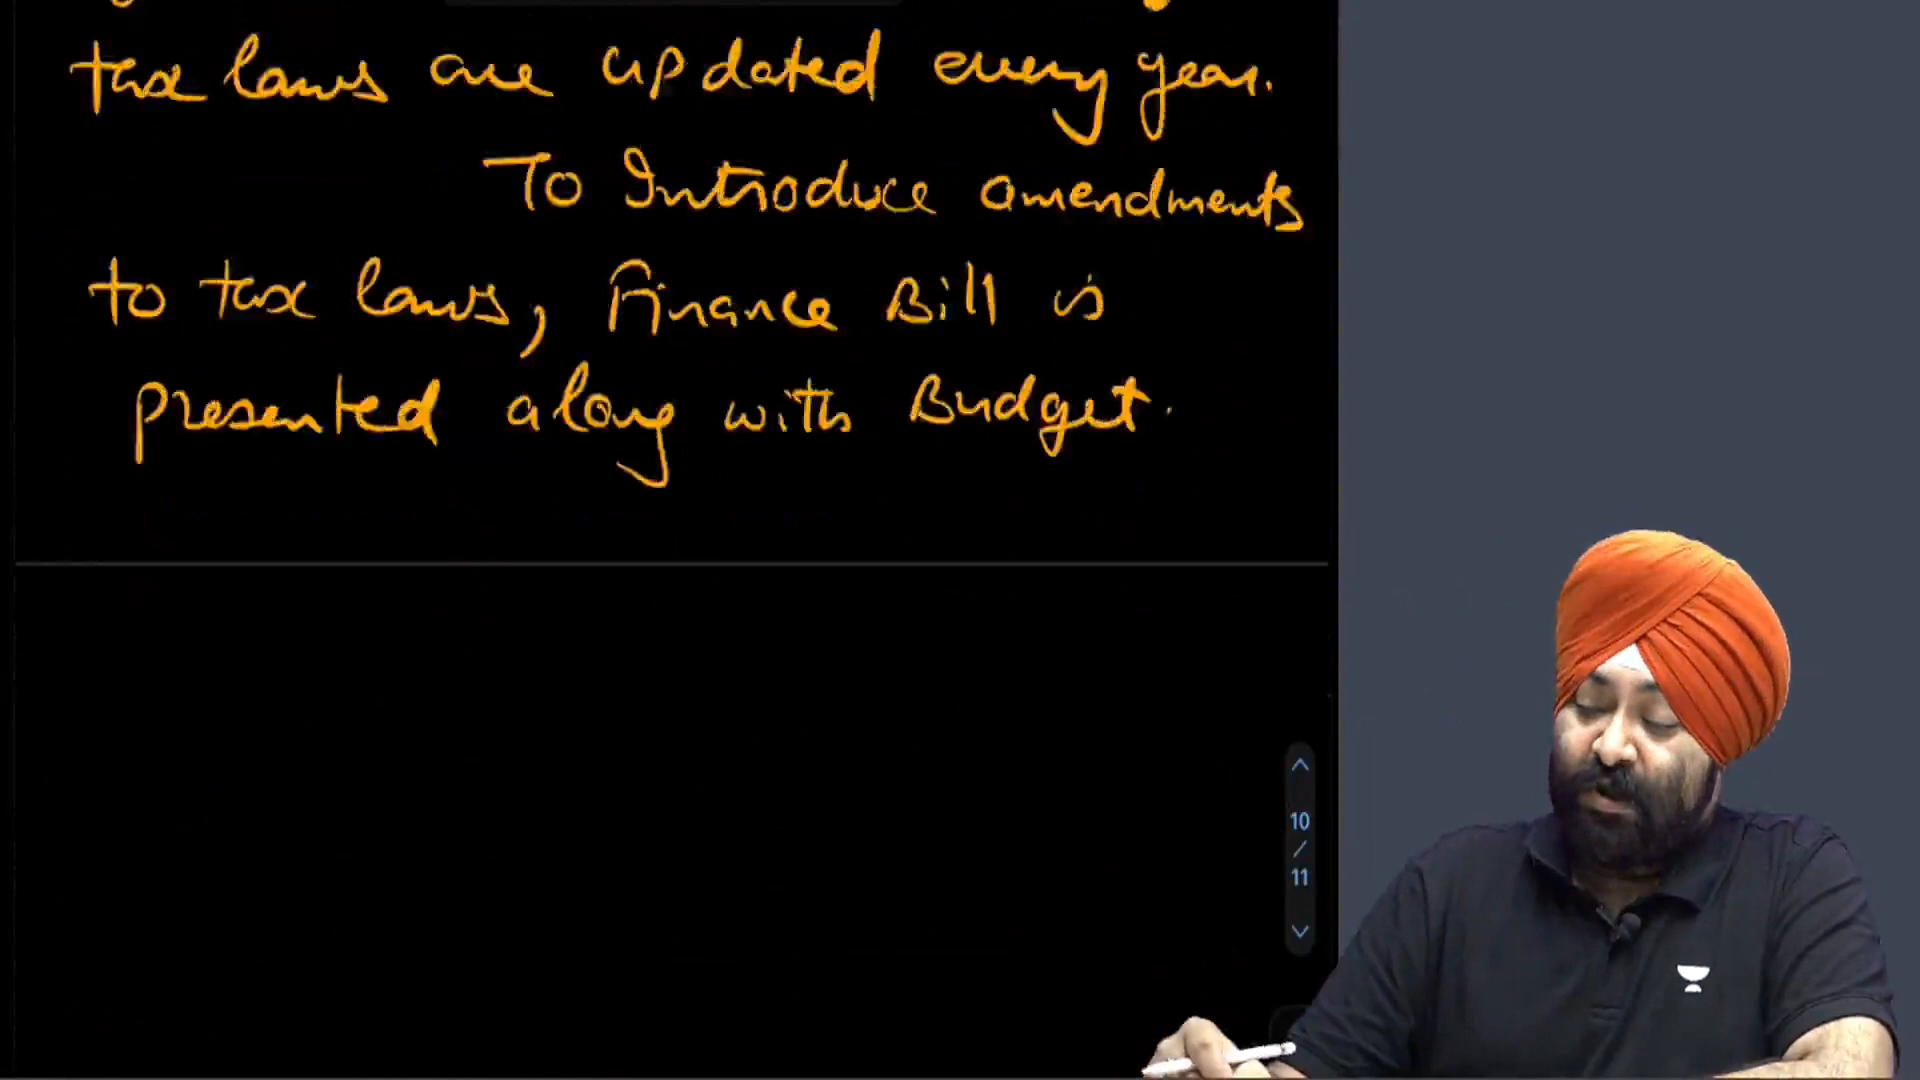 tax laws are updated every year.
To Introduce amendments
to tax laws, Finance Bill is
presented along with Budget.
10
/
11